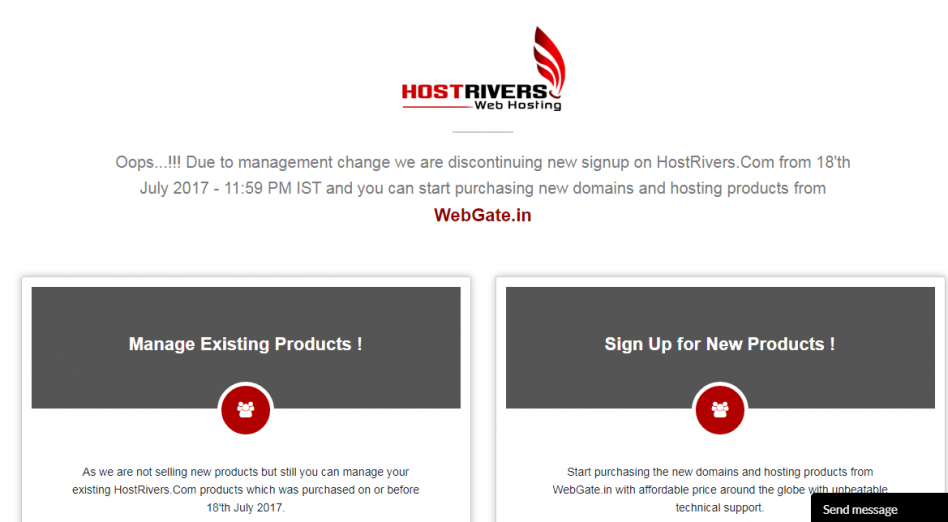 HOSTRIVERS
Web Hosting
Oops...!!! Due to management change we are discontinuing new signup on HostRivers.Com from 18'th
July 2017 - 11:59 PM IST and you can start purchasing new domains and hosting products from
WebGate.in
Manage Existing Products !
As we are not selling new products but still you can manage your
existing HostRivers.Com products which was purchased on or before
18'th July 2017.
Sign Up for New Products !
Start purchasing the new domains and hosting products from
WebGate.in with affordable price around the globe with unbeatable
technical support.
Send message